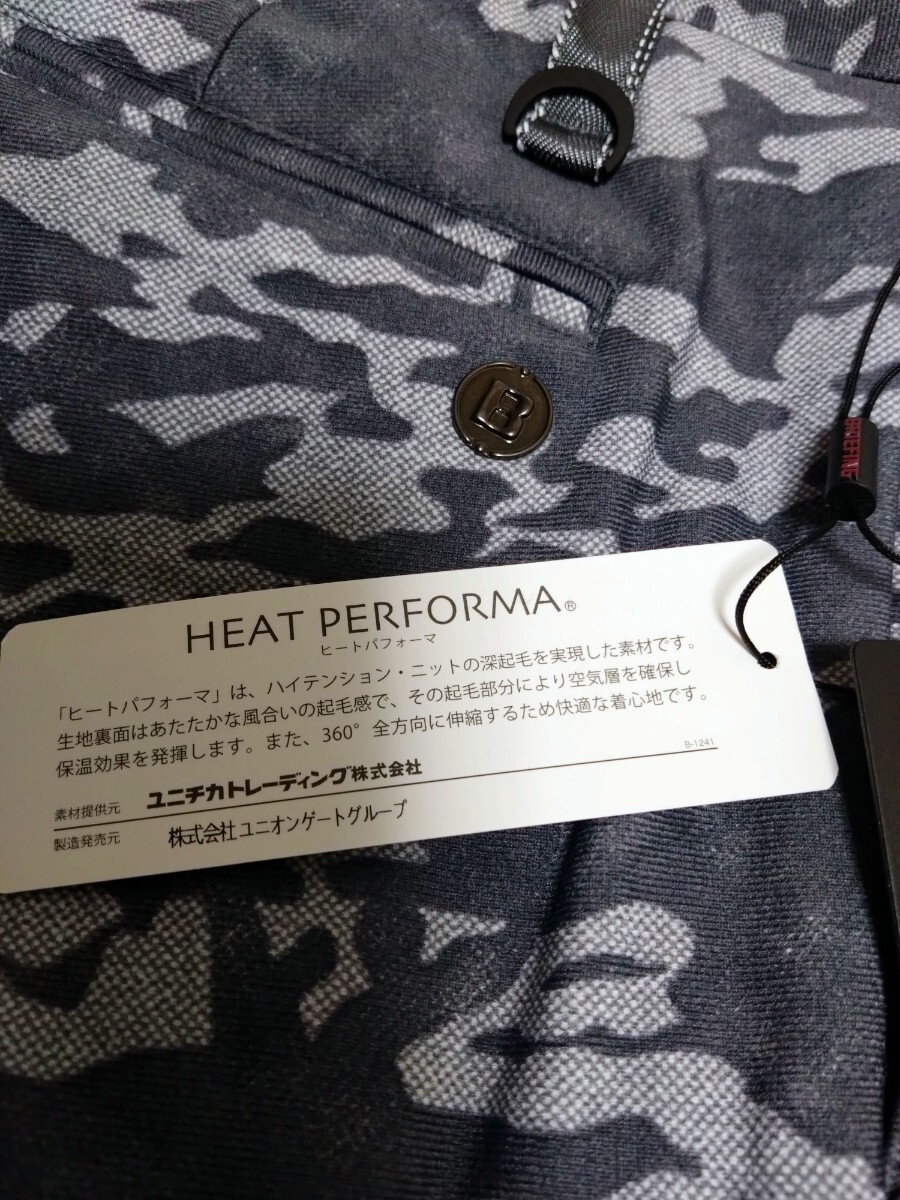 B
BRIEFING
HEAT PERFORMA®
ヒートパフォーマ
「ヒートパフォーマ」は、ハイテンション・ニットの深起毛を実現した素材です。
生地裏面はあたたかな風合いの起毛感で、その起毛部分により空気層を確保し
保温効果を発揮します。また、360°全方向に伸縮するため快適な着心地です。
B-1241
素材提供元 ユニチカトレーディング株式会社
製造発売元 株式会社ユニオンゲートグループ